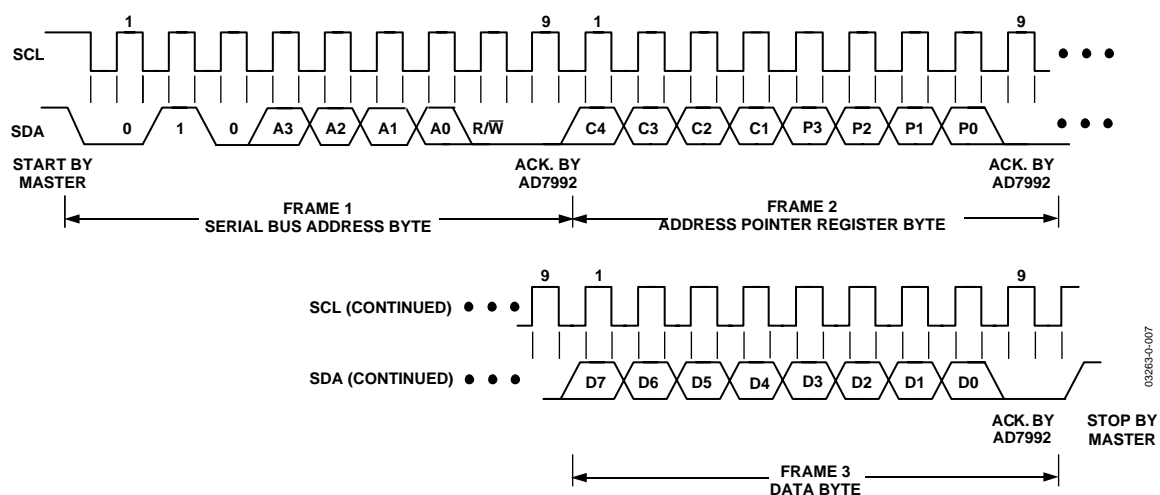 1 9 1 9
SCL
SDA 0 1 0 A3 A2 A1 A0 R/W̅ C4 C3 C2 C1 P3 P2 P1 P0
START BY
MASTER
ACK. BY
AD7992
ACK. BY
AD7992
FRAME 1
SERIAL BUS ADDRESS BYTE
FRAME 2
ADDRESS POINTER REGISTER BYTE
9 1 9
SCL (CONTINUED)
SDA (CONTINUED) D7 D6 D5 D4 D3 D2 D1 D0
ACK. BY
AD7992
STOP BY
MASTER
FRAME 3
DATA BYTE
03263-0-007